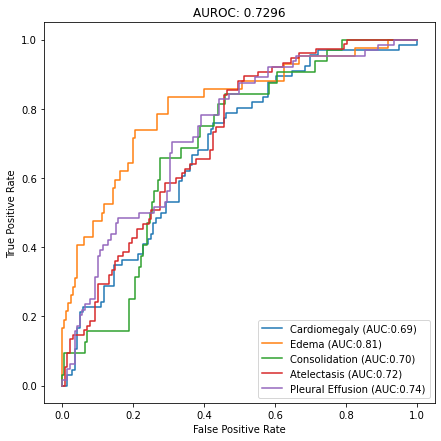 AUROC: 0.7296
True Positive Rate
1.0
0.8
0.6
0.4
0.2
0.0
Cardiomegaly (AUC:0.69)
Edema (AUC:0.81)
Consolidation (AUC:0.70)
Atelectasis (AUC:0.72)
Pleural Effusion (AUC:0.74)
0.0 0.2 0.4 0.6 0.8 1.0
False Positive Rate